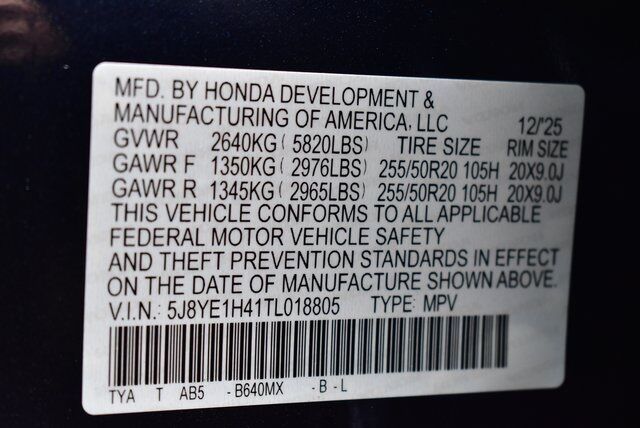 MFD. BY HONDA DEVELOPMENT &
MANUFACTURING OF AMERICA, LLC 12/'25
GVWR 2640KG ( 5820LBS) TIRE SIZE RIM SIZE
GAWR F 1350KG ( 2976LBS) 255/50R20 105H 20X9.0J
GAWR R 1345KG ( 2965LBS) 255/50R20 105H 20X9.0J
THIS VEHICLE CONFORMS TO ALL APPLICABLE
FEDERAL MOTOR VEHICLE SAFETY
AND THEFT PREVENTION STANDARDS IN EFFECT
ON THE DATE OF MANUFACTURE SHOWN ABOVE.
V.I.N. 5J8YE1H41TL018805 TYPE: MPV
TYA T AB5 - B640MX - B - L